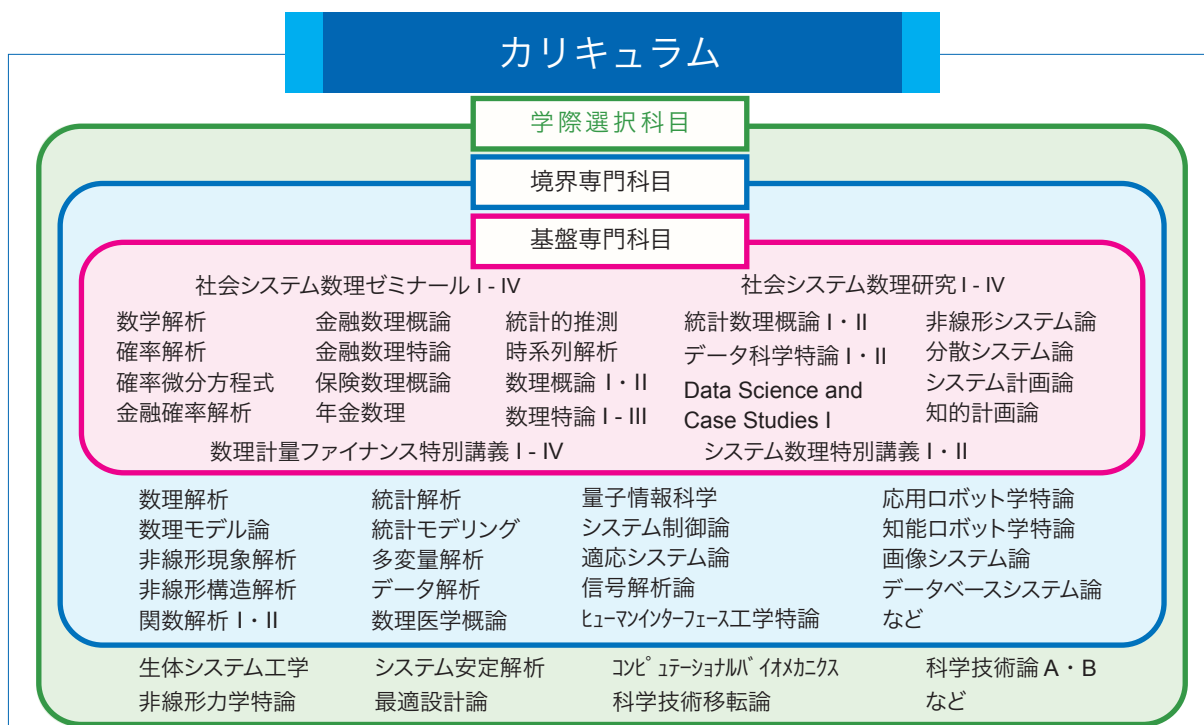 カリキュラム
学際選択科目
境界専門科目
基盤専門科目
社会システム数理ゼミナール I - IV 社会システム数理研究 I - IV
数学解析 金融数理概論 統計的推測 統計数理概論 I・II 非線形システム論
確率解析 金融数理特論 時系列解析 データ科学特論 I・II 分散システム論
確率微分方程式 保険数理概論 数理概論 I・II Data Science and システム計画論
金融確率解析 年金数理 数理特論 I - III Case Studies I 知的計画論
数理計量ファイナンス特別講義 I - IV システム数理特別講義 I・II
数理解析 統計解析 量子情報科学 応用ロボット学特論
数理モデル論 統計モデリング システム制御論 知能ロボット学特論
非線形現象解析 多変量解析 適応システム論 画像システム論
非線形構造解析 データ解析 信号解析論 データベースシステム論
関数解析 I・II 数理医学概論 ヒューマンインターフェース工学特論 など
生体システム工学 システム安定解析 コンピュテーショナルバイオメカニクス 科学技術論 A・B
非線形力学特論 最適設計論 科学技術移転論 など